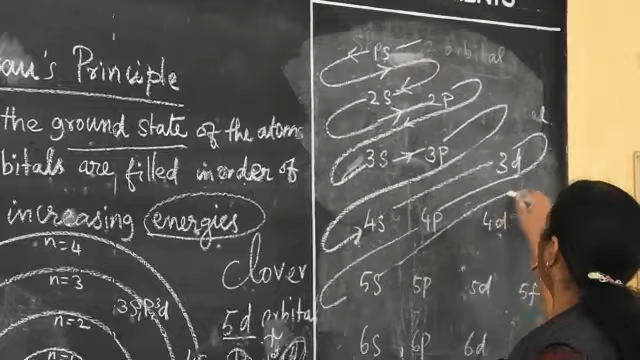 au's Principle
the ground state of the atoms
bitals are, filled in order of
increasing energies
n=4
n=3
n=2
Clover
5d orbital
orbital
2S 2P
3S 3P 3d
4S 4P 4d
5S 5P 5d 5f
6S 6P 6d